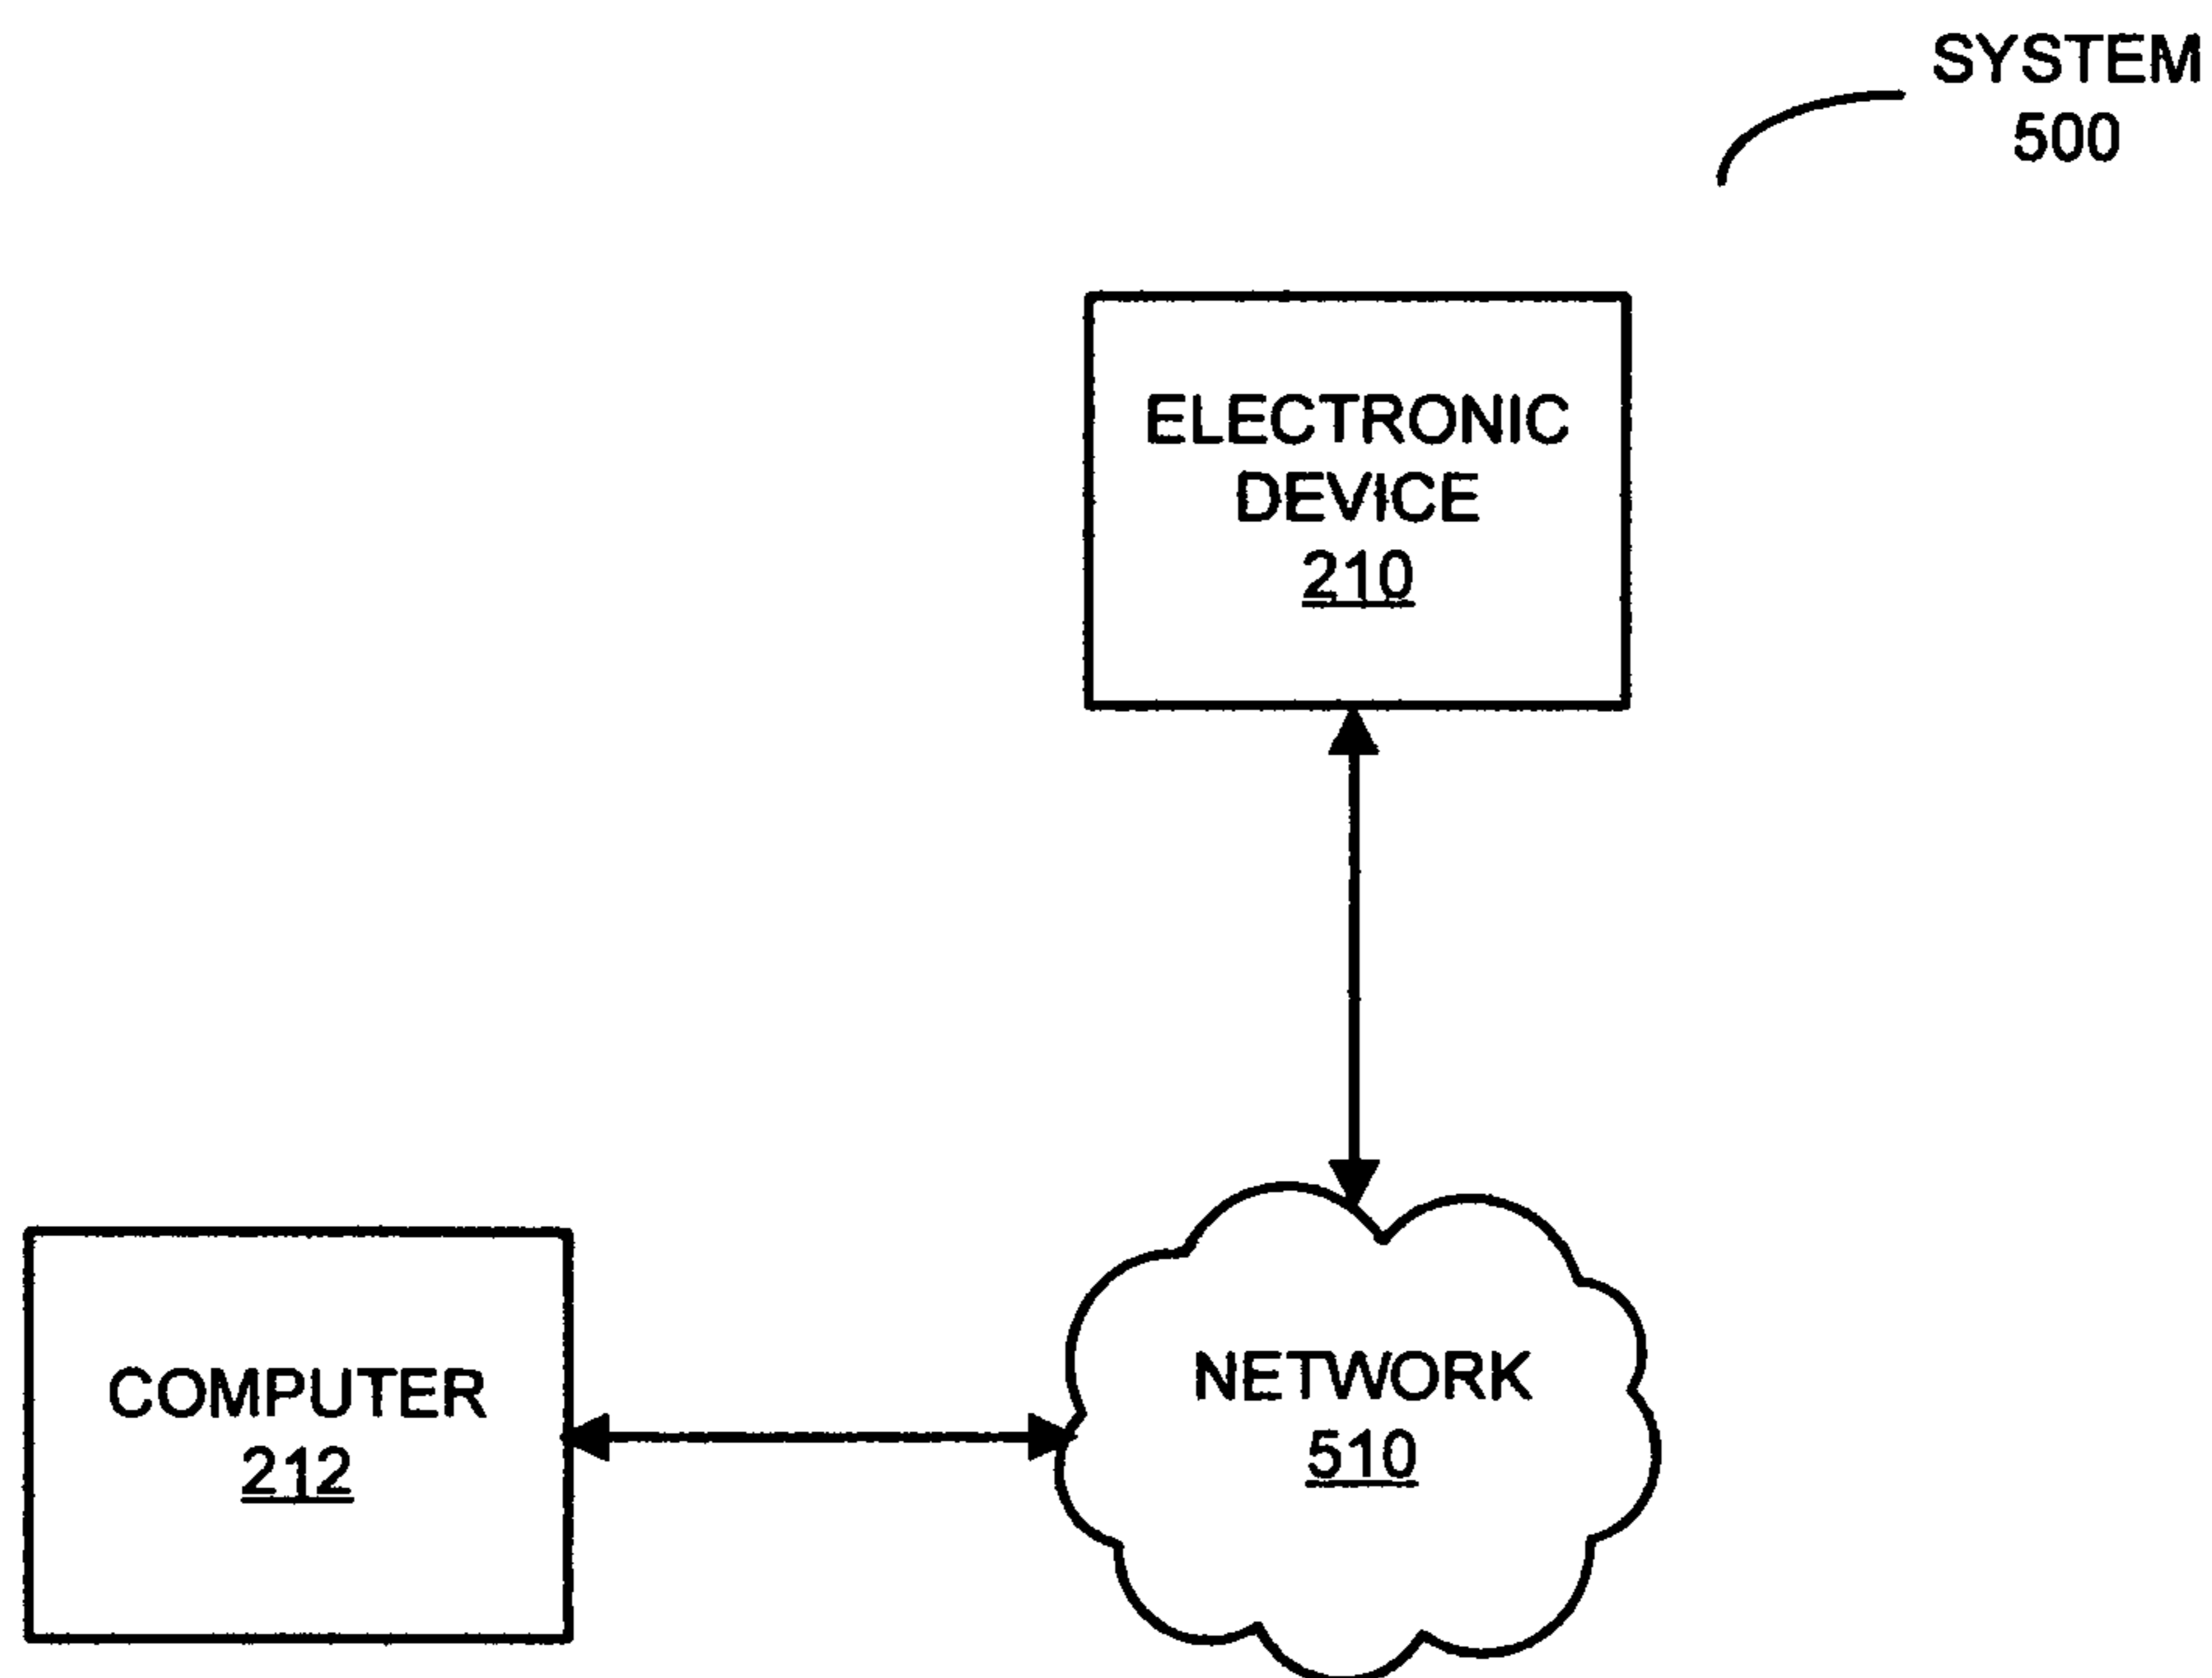 SYSTEM
500
ELECTRONIC
DEVICE
210
COMPUTER
212
NETWORK
510